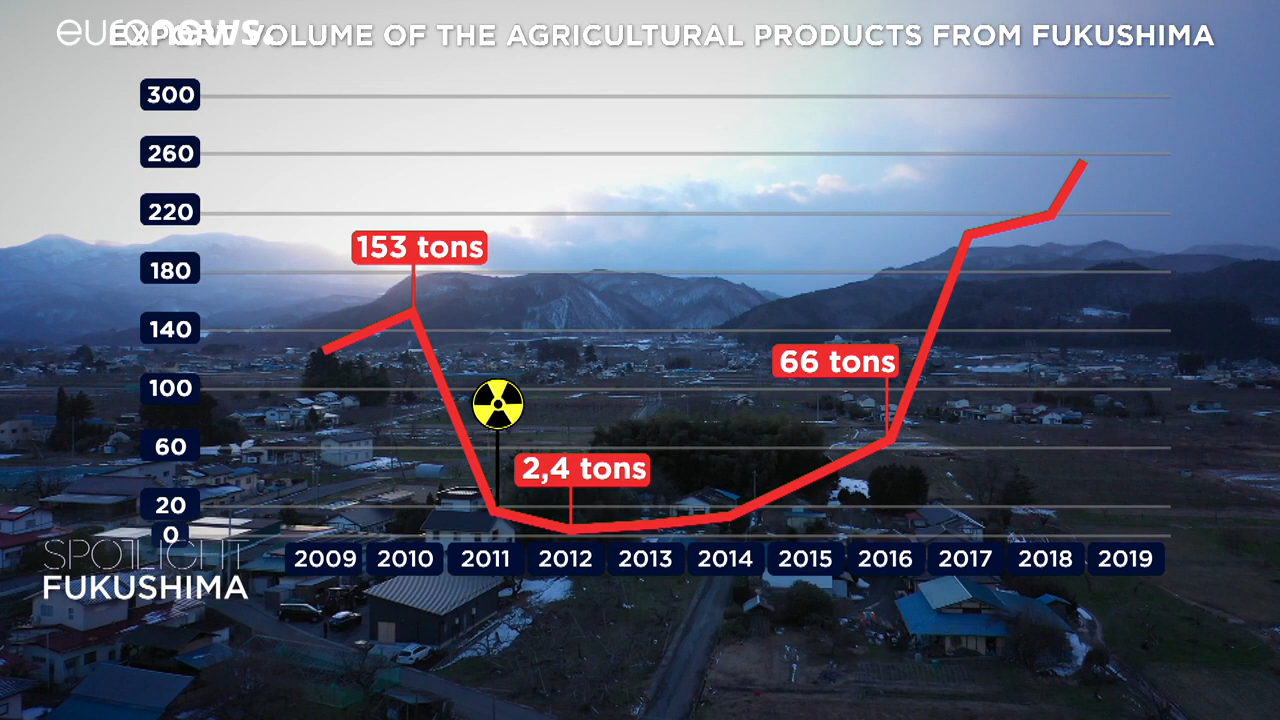 euronews.
EXPORT VOLUME OF THE AGRICULTURAL PRODUCTS FROM FUKUSHIMA
300
260
220
180
140
100
60
20
0
153 tons
66 tons
2,4 tons
2009 2010 2011 2012 2013 2014 2015 2016 2017 2018 2019
SPOTLIGHT
FUKUSHIMA